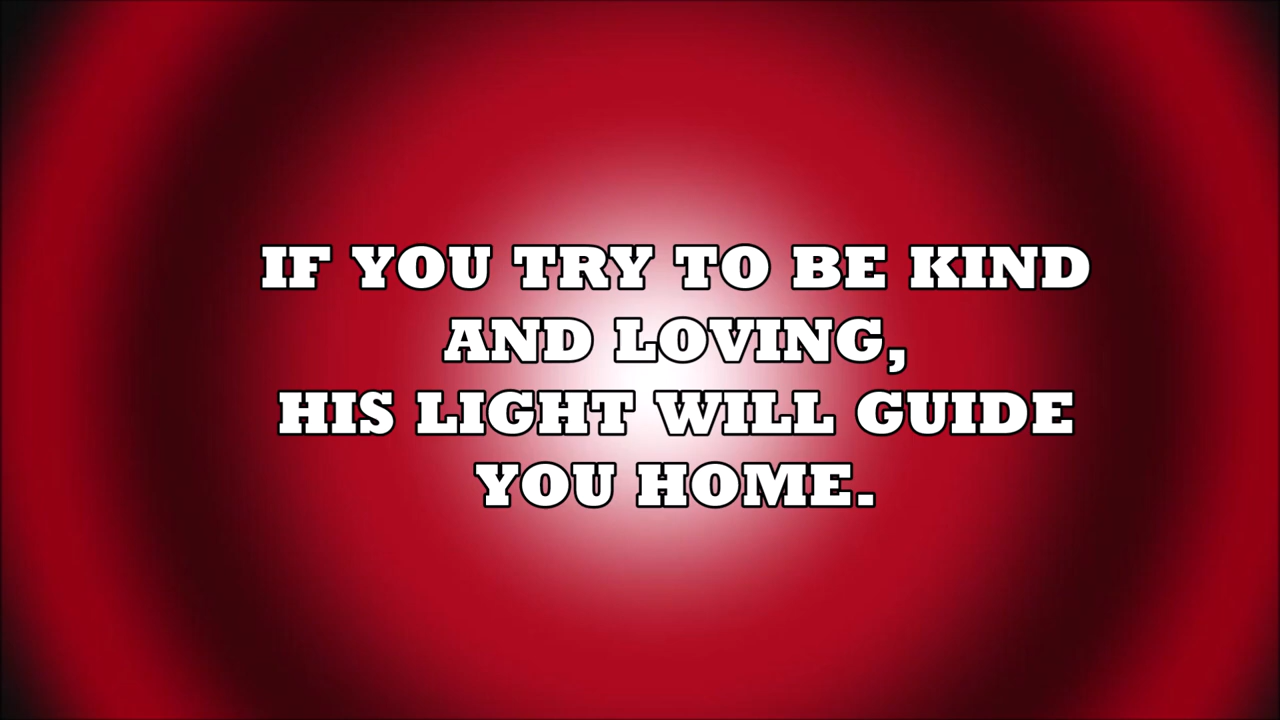 IF YOU TRY TO BE KIND
AND LOVING,
HIS LIGHT WILL GUIDE
YOU HOME.